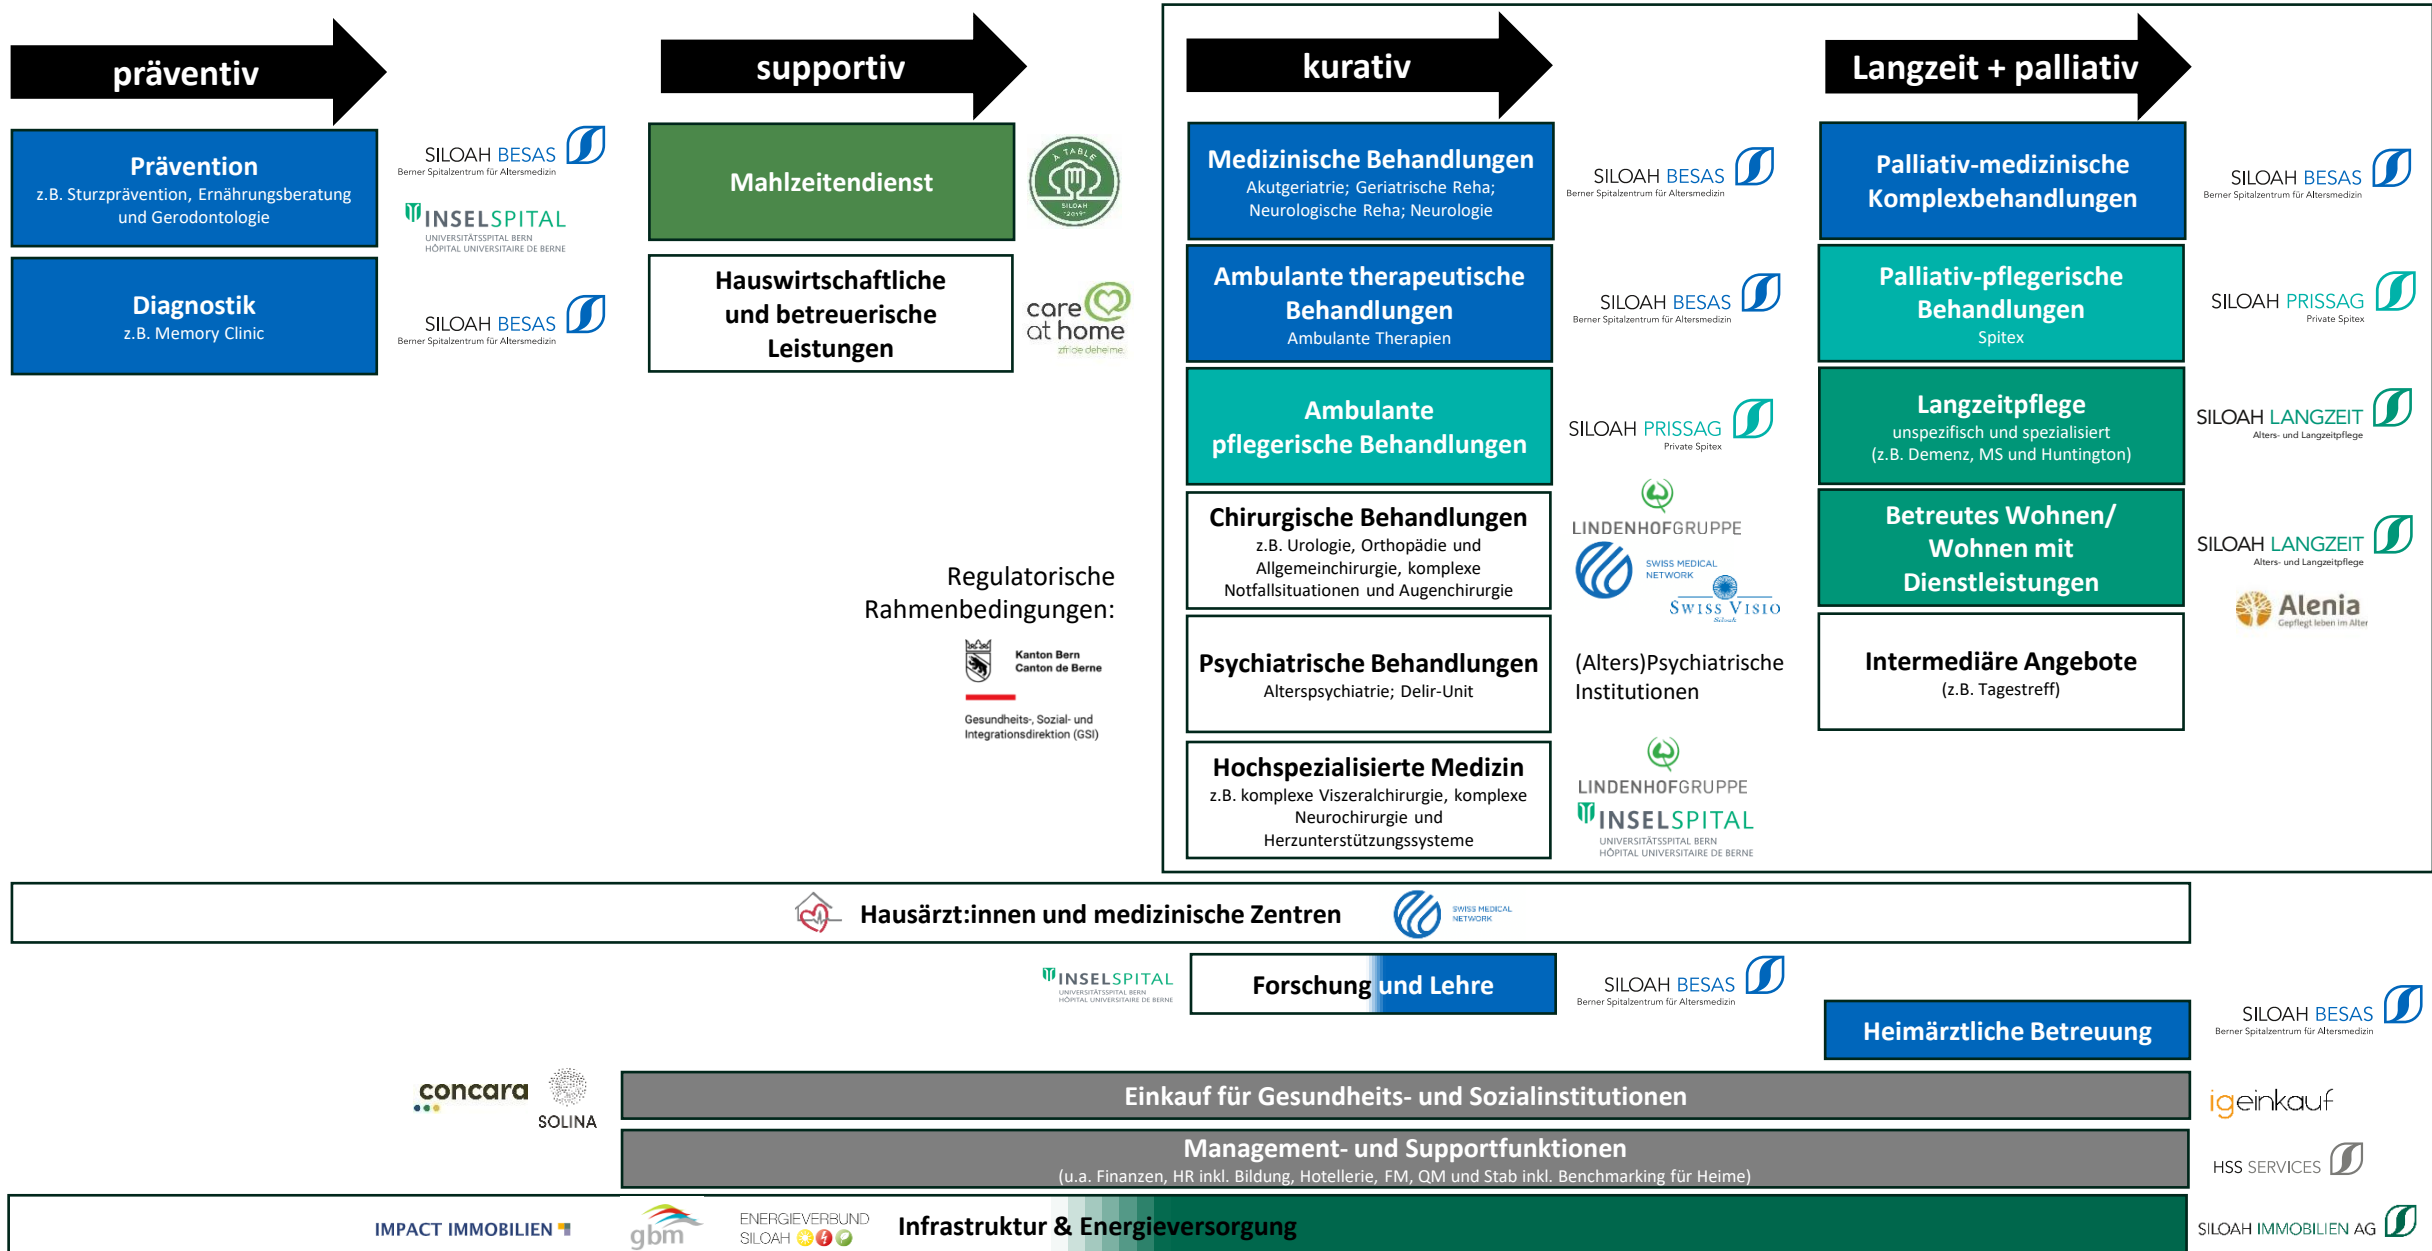 präventiv
supportiv
kurativ
Langzeit + palliativ
Prävention
z.B. Sturzprävention, Ernährungsberatung
und Gerodontologie
SILOAH BESAS
Berner Spitalzentrum für Altersmedizin
INSELSPITAL
UNIVERSITÄTSSPITAL BERN
HÔPITAL UNIVERSITAIRE DE BERNE
Diagnostik
z.B. Memory Clinic
SILOAH BESAS
Berner Spitalzentrum für Altersmedizin
Mahlzeitendienst
A TABLE
SILOAH
2019
Hauswirtschaftliche
und betreuerische
Leistungen
care
at home
Regulatorische
Rahmenbedingungen:
Kanton Bern
Canton de Berne
Gesundheits-, Sozial- und
Integrationsdirektion (GSI)
Medizinische Behandlungen
Akutgeriatrie; Geriatrische Reha;
Neurologische Reha; Neurologie
SILOAH BESAS
Berner Spitalzentrum für Altersmedizin
Ambulante therapeutische
Behandlungen
Ambulante Therapien
SILOAH BESAS
Berner Spitalzentrum für Altersmedizin
Ambulante
pflegerische Behandlungen
SILOAH PRISSAG
Private Spitex
Chirurgische Behandlungen
z.B. Urologie, Orthopädie und
Allgemeinchirurgie, komplexe
Notfallsituationen und Augenchirurgie
LINDENHOFGRUPPE
SWISS MEDICAL
NETWORK
SWISS VISIO
Siloah
Psychiatrische Behandlungen
Alterspsychiatrie; Delir-Unit
(Alters)Psychiatrische
Institutionen
Hochspezialisierte Medizin
z.B. komplexe Viszeralchirurgie, komplexe
Neurochirurgie und
Herzunterstützungssysteme
LINDENHOFGRUPPE
INSELSPITAL
UNIVERSITÄTSSPITAL BERN
HÔPITAL UNIVERSITAIRE DE BERNE
Palliativ-medizinische
Komplexbehandlungen
SILOAH BESAS
Berner Spitalzentrum für Altersmedizin
Palliativ-pflegerische
Behandlungen
Spitex
SILOAH PRISSAG
Private Spitex
Langzeitpflege
unspezifisch und spezialisiert
(z.B. Demenz, MS und Huntington)
SILOAH LANGZEIT
Alters- und Langzeitpflege
Betreutes Wohnen/
Wohnen mit
Dienstleistungen
SILOAH LANGZEIT
Alters- und Langzeitpflege
Alenia
Gepflegt leben im Alter
Intermediäre Angebote
(z.B. Tagestreff)
Hausärzt:innen und medizinische Zentren
SWISS MEDICAL
NETWORK
INSELSPITAL
UNIVERSITÄTSSPITAL BERN
HÔPITAL UNIVERSITAIRE DE BERNE
Forschung und Lehre
SILOAH BESAS
Berner Spitalzentrum für Altersmedizin
Heimärztliche Betreuung
SILOAH BESAS
Berner Spitalzentrum für Altersmedizin
concara
SOLINA
Einkauf für Gesundheits- und Sozialinstitutionen
igeinkauf
Management- und Supportfunktionen
(u.a. Finanzen, HR inkl. Bildung, Hotellerie, FM, QM und Stab inkl. Benchmarking für Heime)
HSS SERVICES
IMPACT IMMOBILIEN
gbm
ENERGIEVERBUND
SILOAH
Infrastruktur & Energieversorgung
SILOAH IMMOBILIEN AG